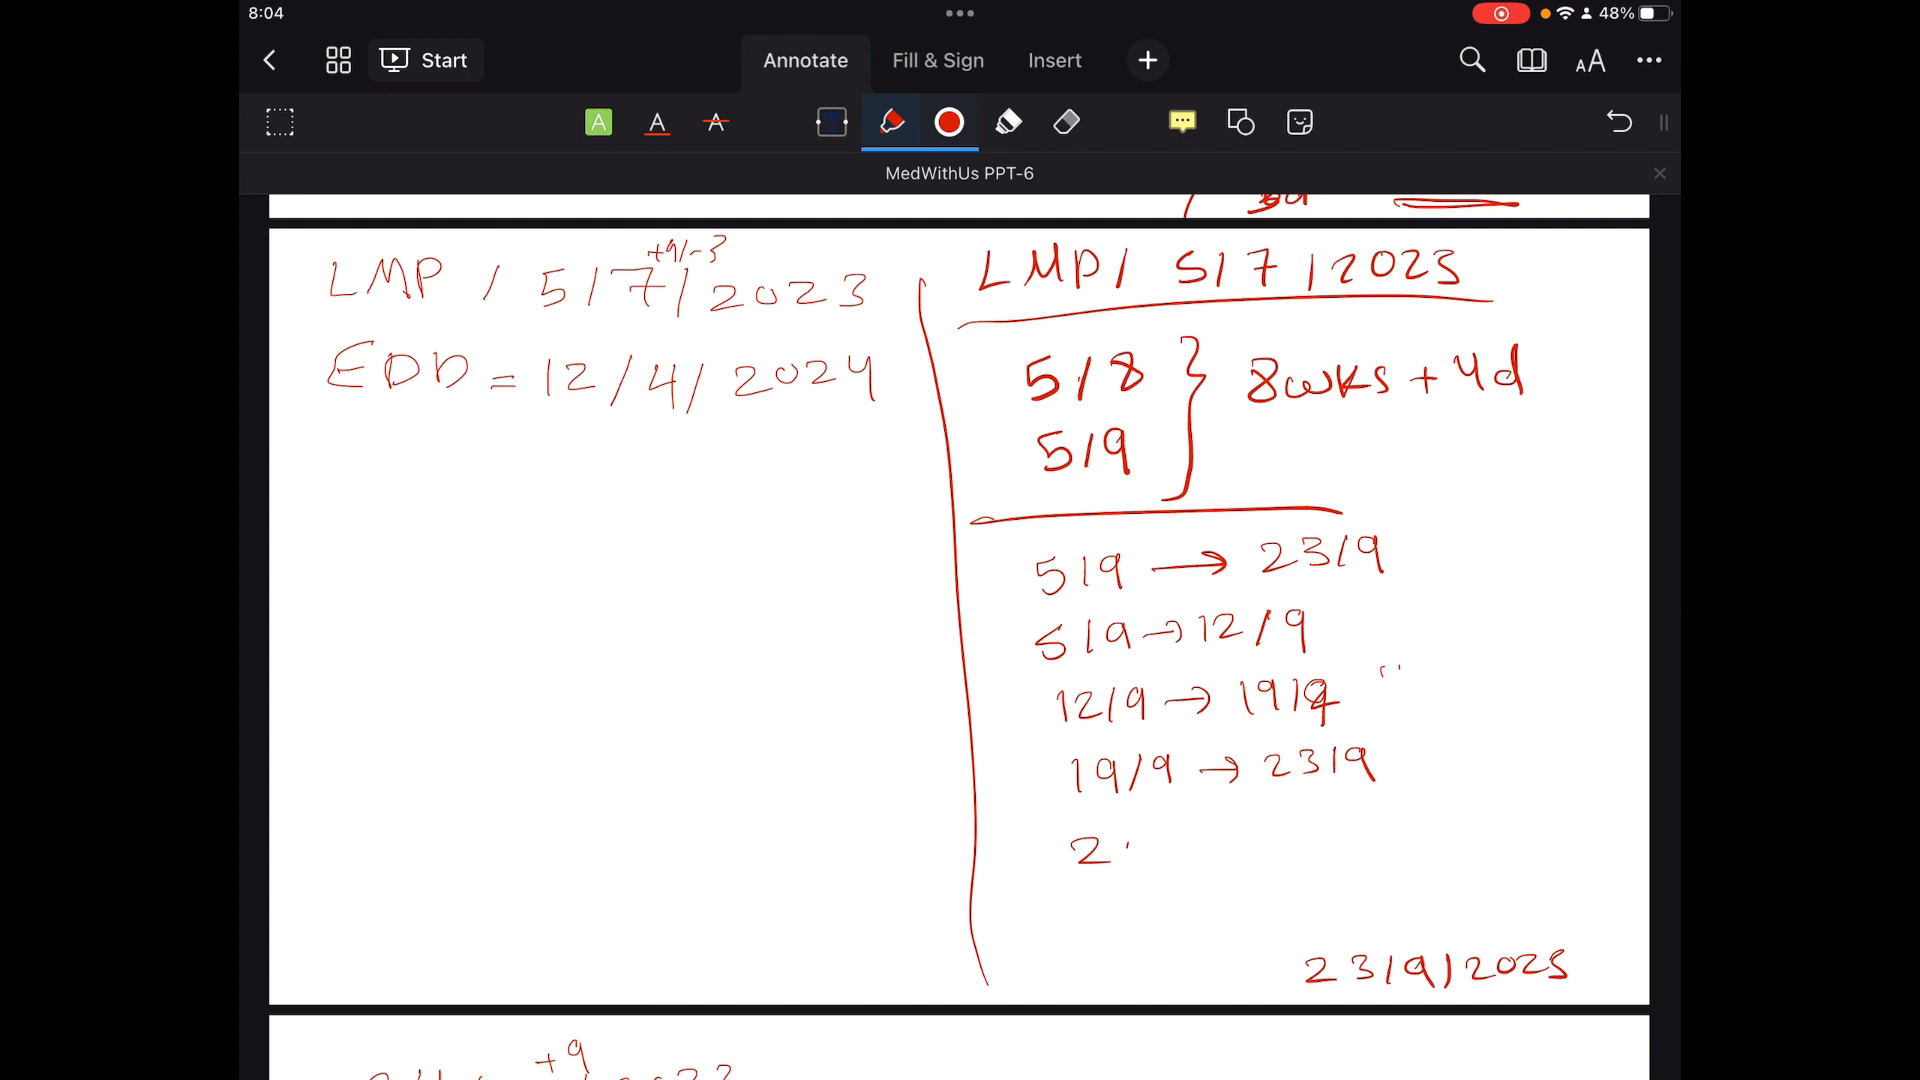 8:04
48%
Start
Annotate
Fill & Sign
Insert
MedWithUs PPT-6
+9/-3
LMP / 5/7/2023
EDD = 12/4/2024
LMP/ 5/7/2023
5/8
8wks + 4d
5/9
5/9 → 23/9
5/9 → 12/9
12/9 → 19/9
19/9 → 23/9
2
23/9/2023
+9